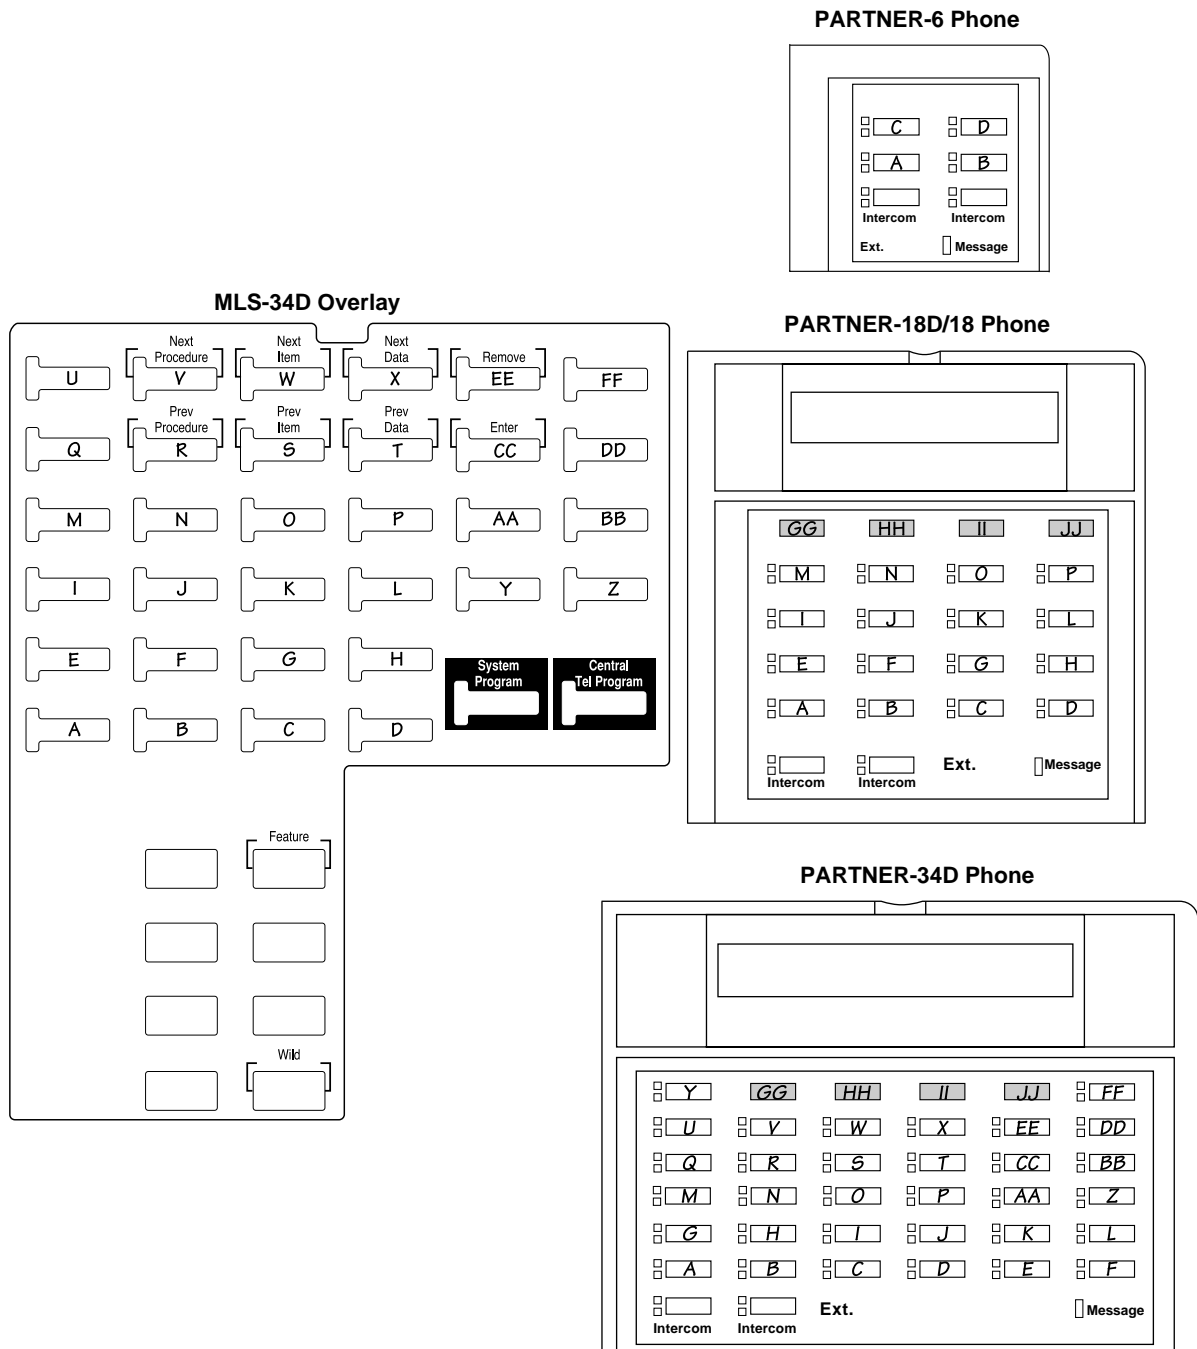 PARTNER-6 Phone
C D
A B
Intercom Intercom
Ext. Message
MLS-34D Overlay
Next Procedure Next Item Next Data Remove
U V W X EE FF
Prev Procedure Prev Item Prev Data Enter
Q R S T CC DD
M N O P AA BB
I J K L Y Z
E F G H
System Program Central Tel Program
A B C D
Feature
Wild
PARTNER-18D/18 Phone
GG HH II JJ
M N O P
I J K L
E F G H
A B C D
Ext. Message
Intercom Intercom
PARTNER-34D Phone
Y GG HH II JJ FF
U V W X EE DD
Q R S T CC BB
M N O P AA Z
G H I J K L
A B C D E F
Ext. Message
Intercom Intercom